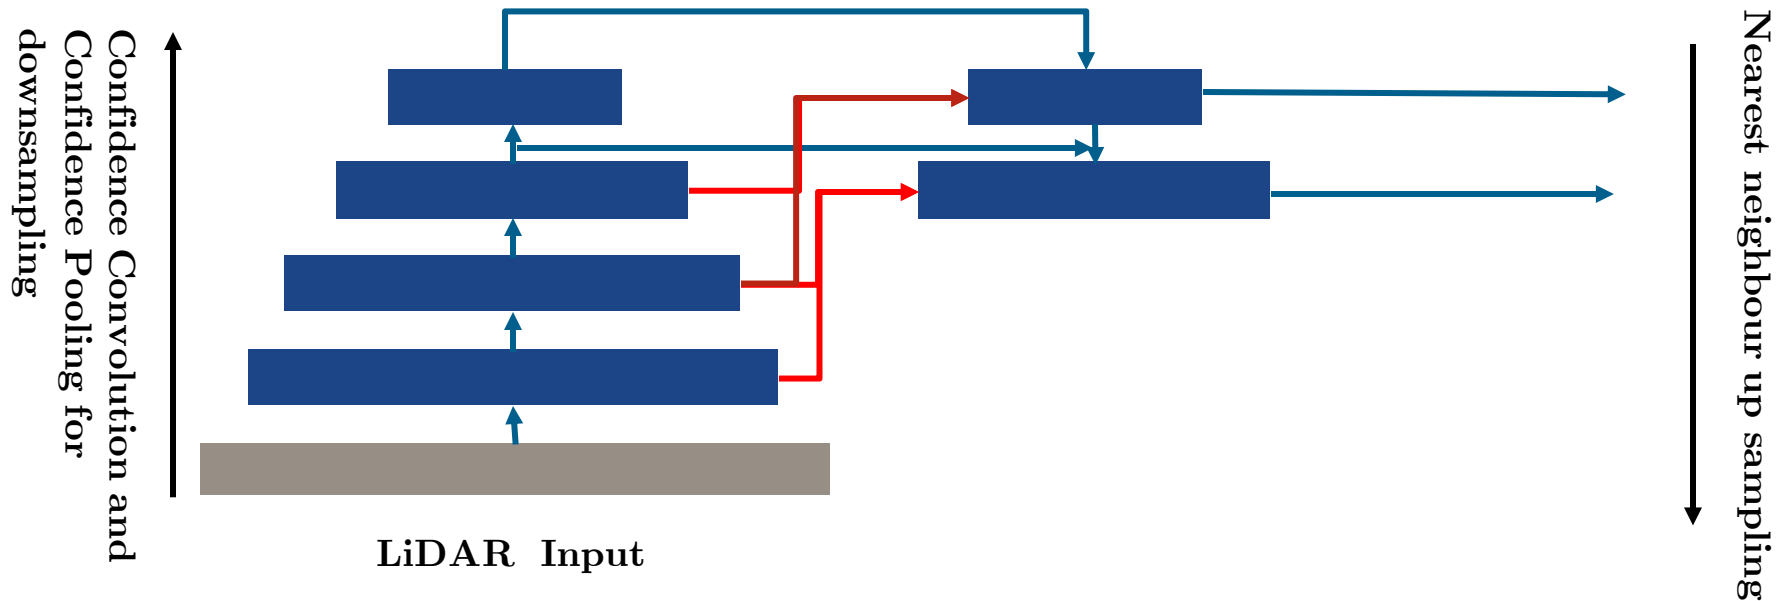 Confidence Convolution and
Confidence Pooling for
downsampling
LiDAR Input
Nearest neighbour up sampling